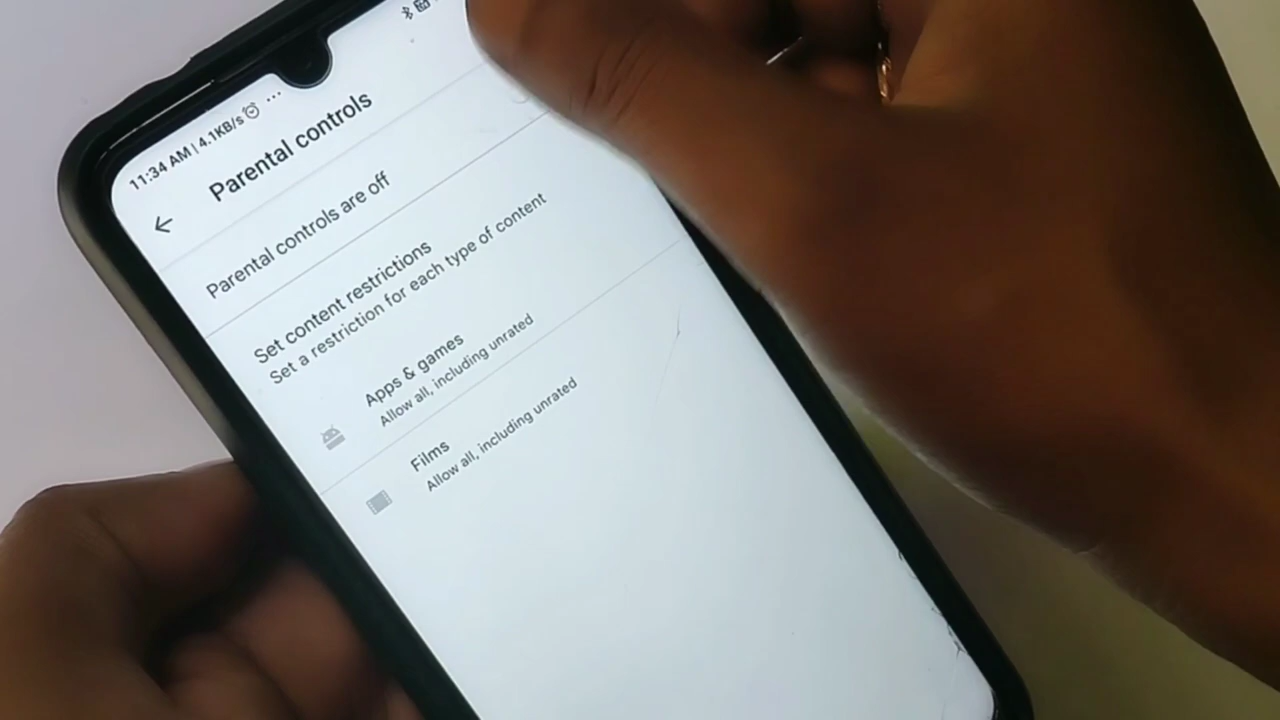 11:34 AM | 4.1KB/s ...
Parental controls
Parental controls are off
Set content restrictions
Set a restriction for each type of content
Apps & games
Allow all, including unrated
Films
Allow all, including unrated